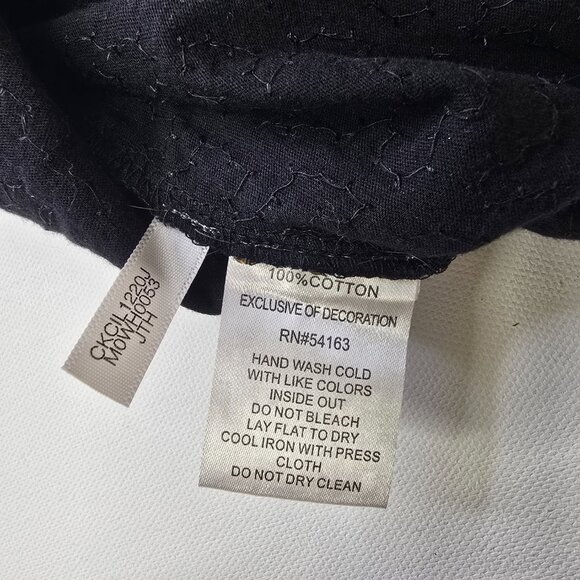 CKCIL1220J
MOWHC0053
JTH
100%COTTON
EXCLUSIVE OF DECORATION
RN#54163
HAND WASH COLD
WITH LIKE COLORS
INSIDE OUT
DO NOT BLEACH
LAY FLAT TO DRY
COOL IRON WITH PRESS
CLOTH
DO NOT DRY CLEAN